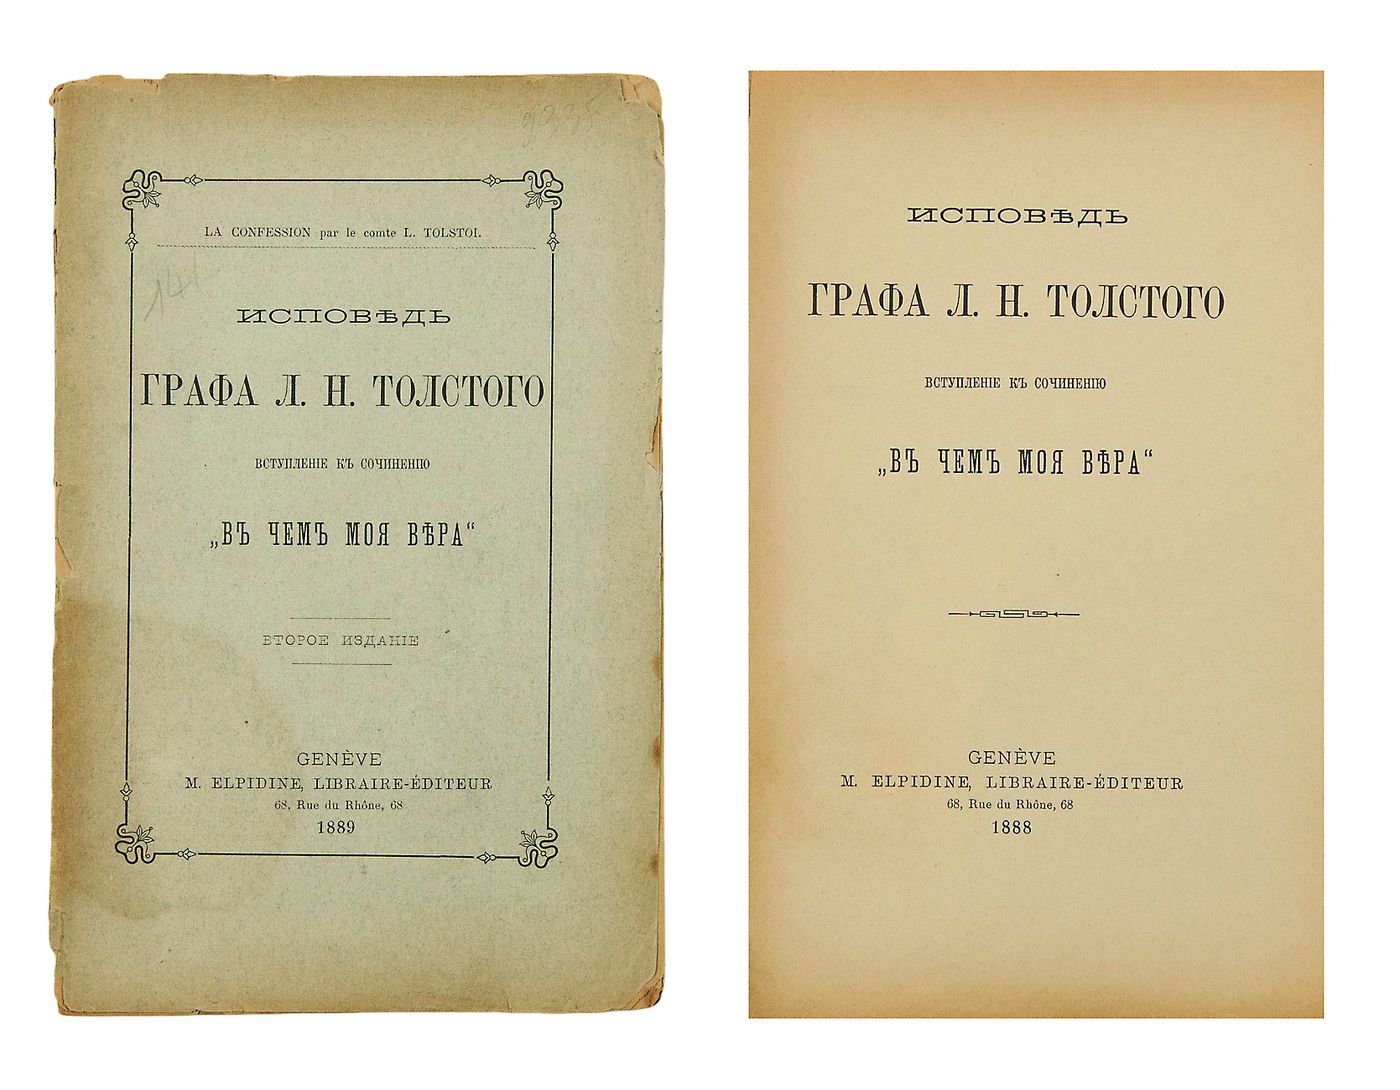 9335
LA CONFESSION par le comte L. TOLSTOI.
141
ИСПОВѢДЬ
ГРАФА Л. Н. ТОЛСТОГО
ВСТУПЛЕНІЕ КЪ СОЧИНЕНІЮ
„ВЪ ЧЕМЪ МОЯ ВѢРА“
ВТОРОЕ ИЗДАНІЕ
GENÈVE
M. ELPIDINE, LIBRAIRE-ÉDITEUR
68, Rue du Rhône, 68
1889
ИСПОВѢДЬ
ГРАФА Л. Н. ТОЛСТОГО
ВСТУПЛЕНІЕ КЪ СОЧИНЕНІЮ
„ВЪ ЧЕМЪ МОЯ ВѢРА“
GENÈVE
M. ELPIDINE, LIBRAIRE-ÉDITEUR
68, Rue du Rhône, 68
1888